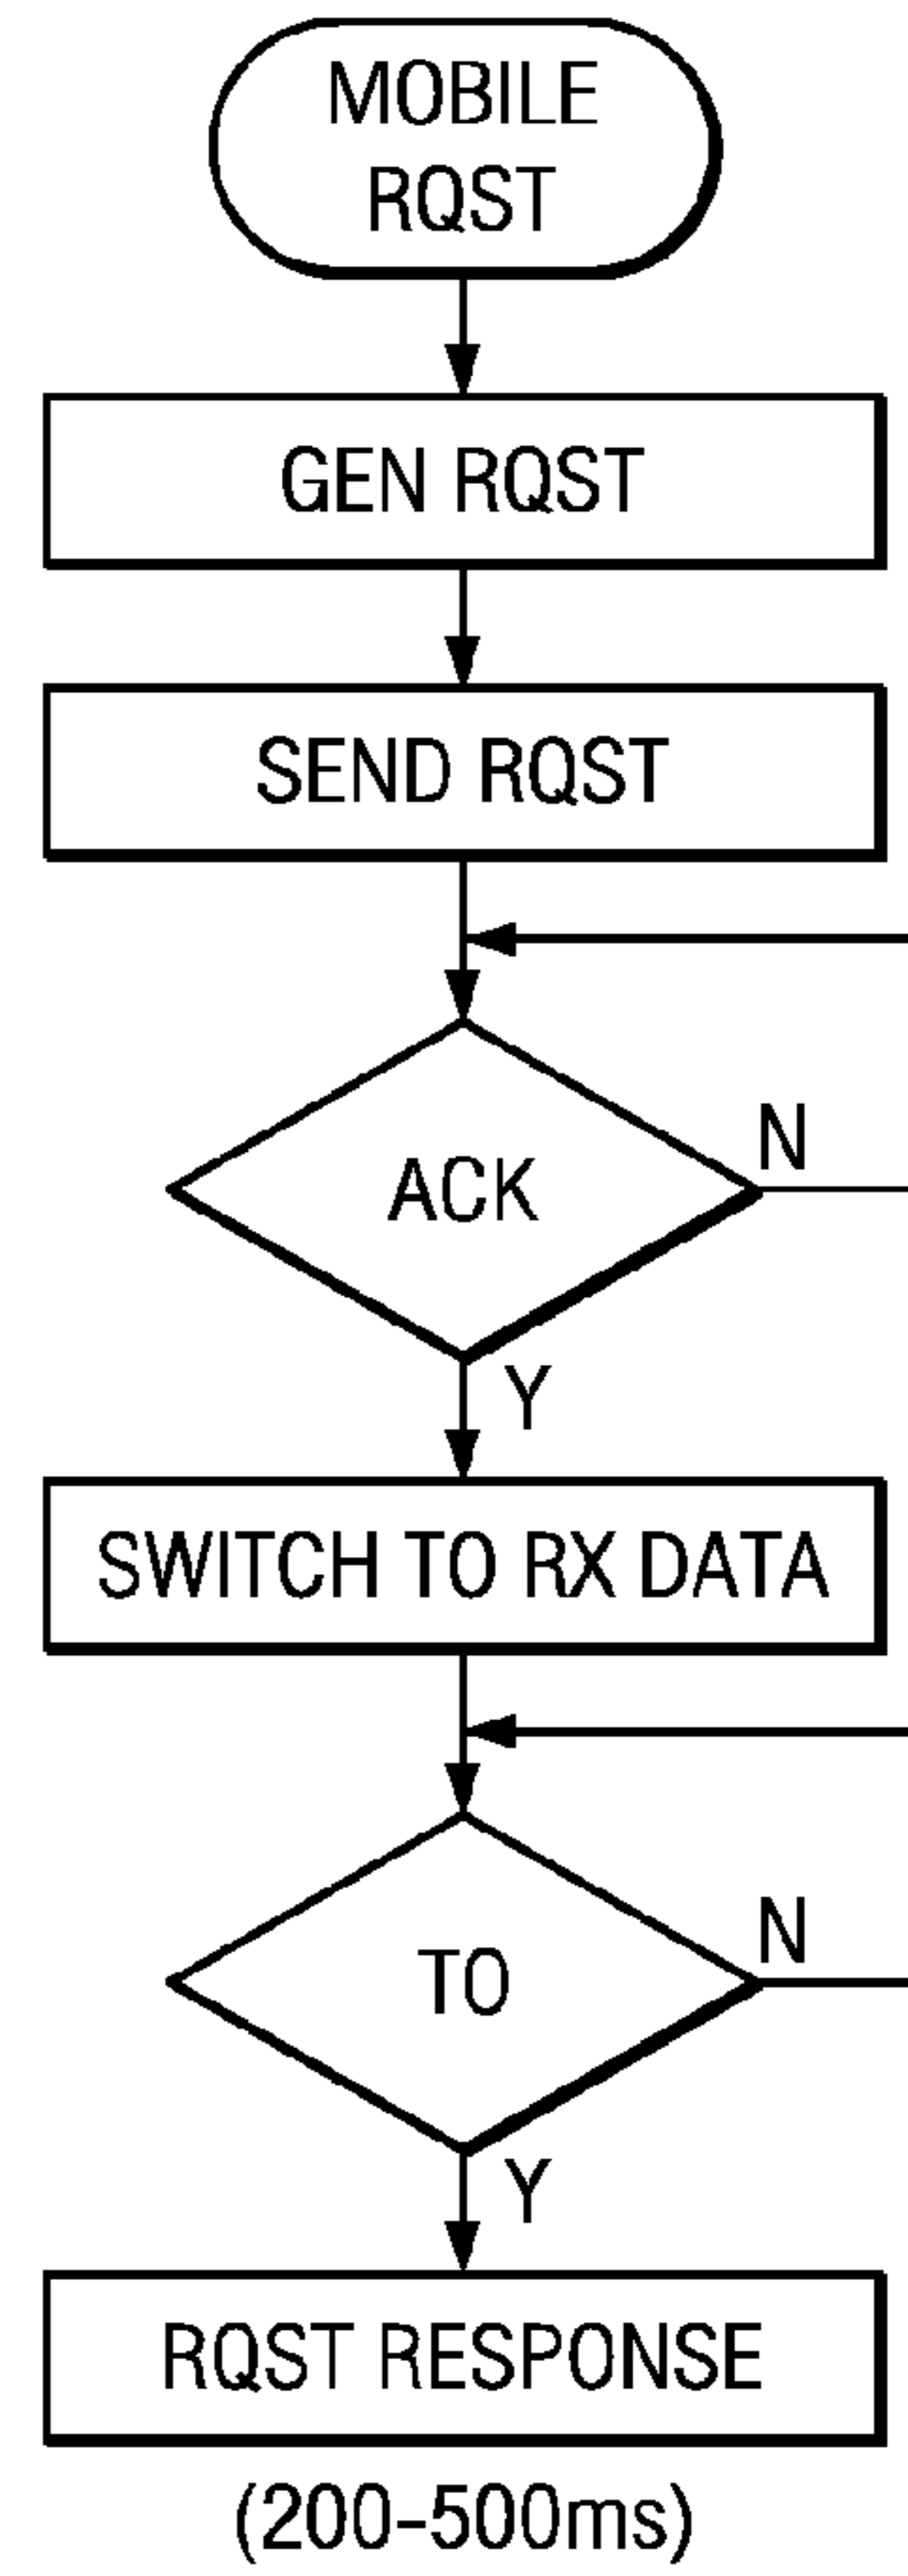 MOBILE
RQST
GEN RQST
SEND RQST
ACK
N
Y
SWITCH TO RX DATA
TO
N
Y
RQST RESPONSE
(200-500ms)